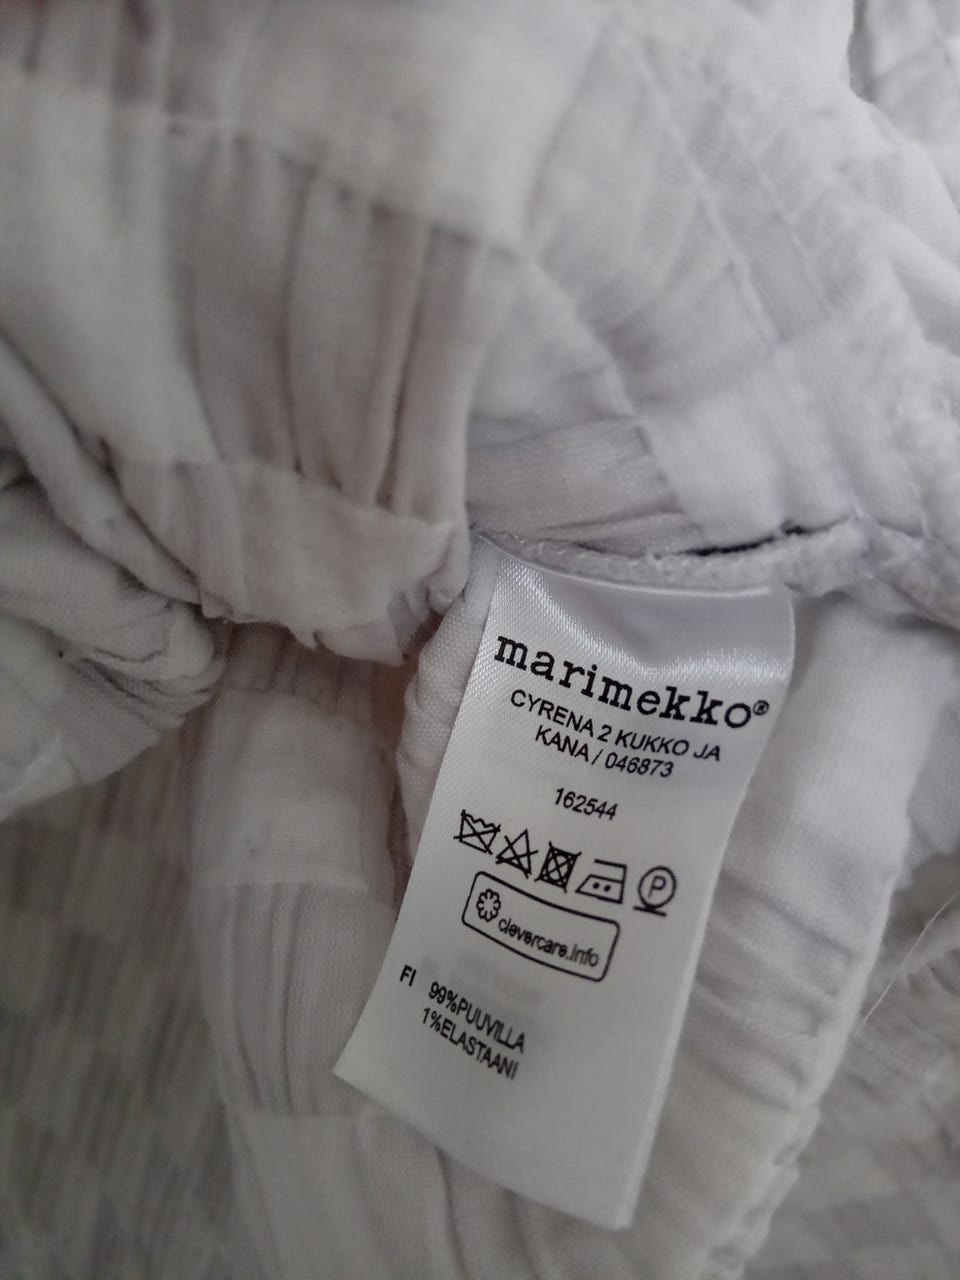 marimekko®
CYRENA 2 KUKKO JA
KANA / 046873
162544
P
clevercare.info
FI 99%PUUVILLA
1%ELASTAANI